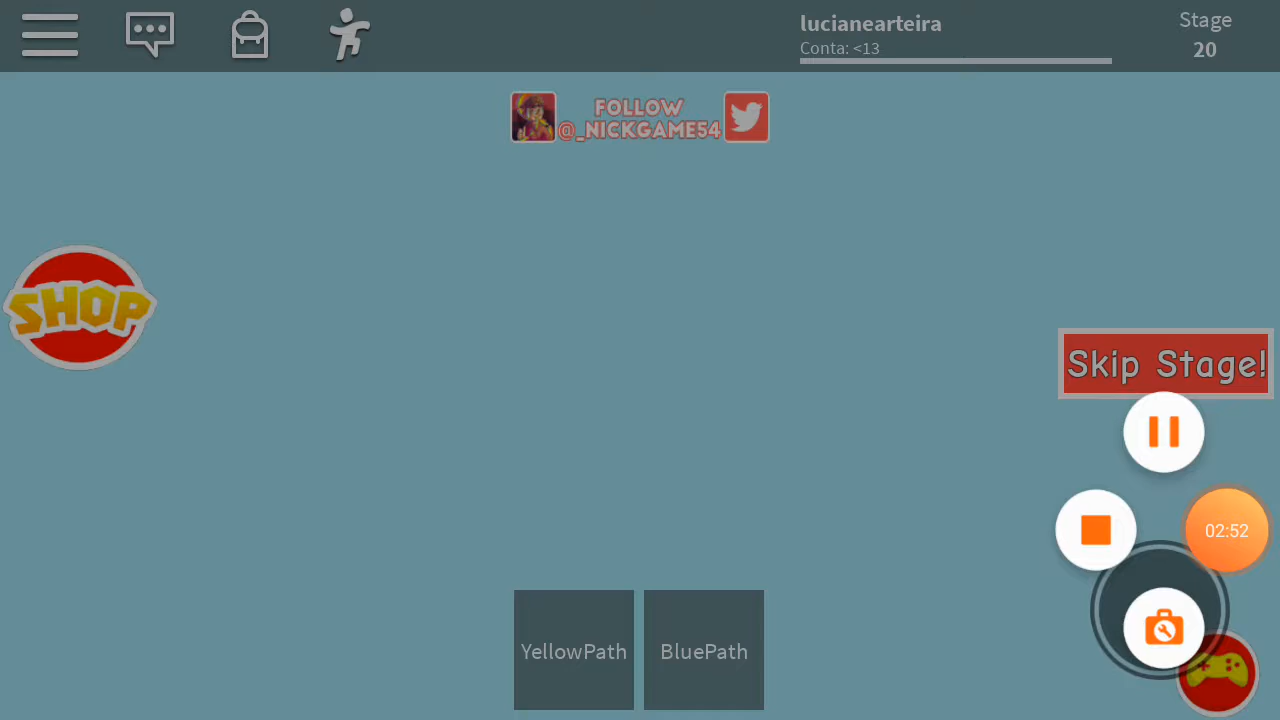 lucianearteira
Conta: <13
Stage
20
FOLLOW
@_NICKGAME54
SHOP
Skip Stage!
02:52
YellowPath
BluePath